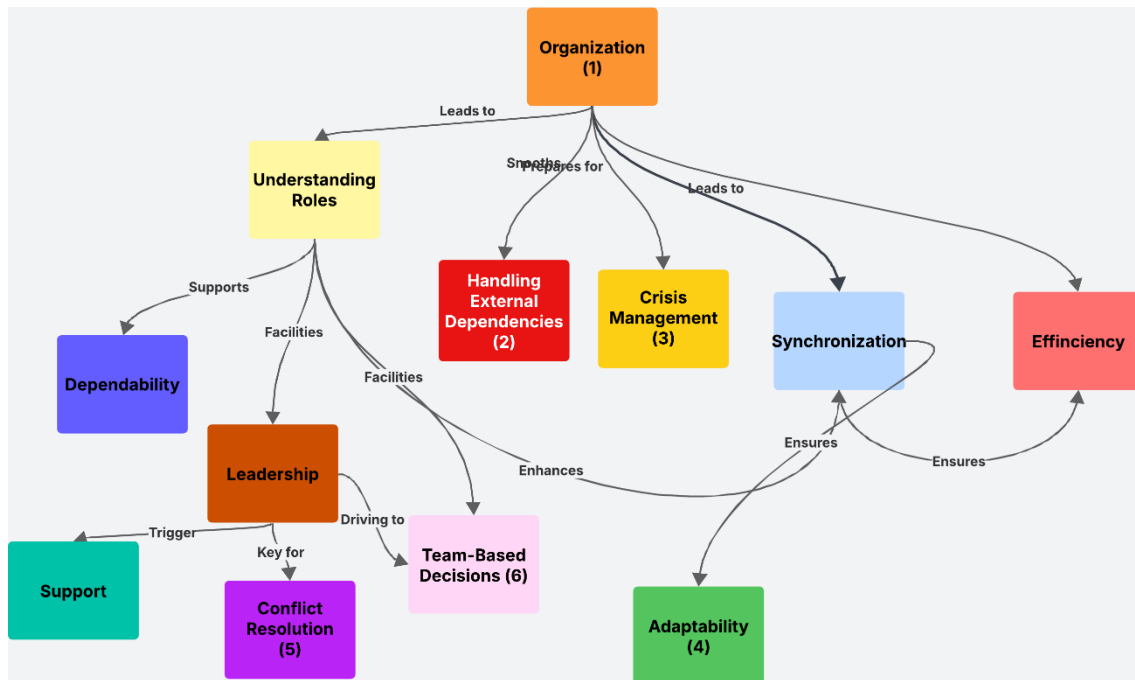 Organization
(1)
Leads to
Smooths
Prepares for
Understanding
Roles
Leads to
Handling
External
Dependencies
(2)
Crisis
Management
(3)
Synchronization
Effinciency
Supports
Facilities
Facilities
Dependability
Ensures
Ensures
Enhances
Leadership
Driving to
Trigger
Key for
Team-Based
Decisions (6)
Support
Conflict
Resolution
(5)
Adaptability
(4)